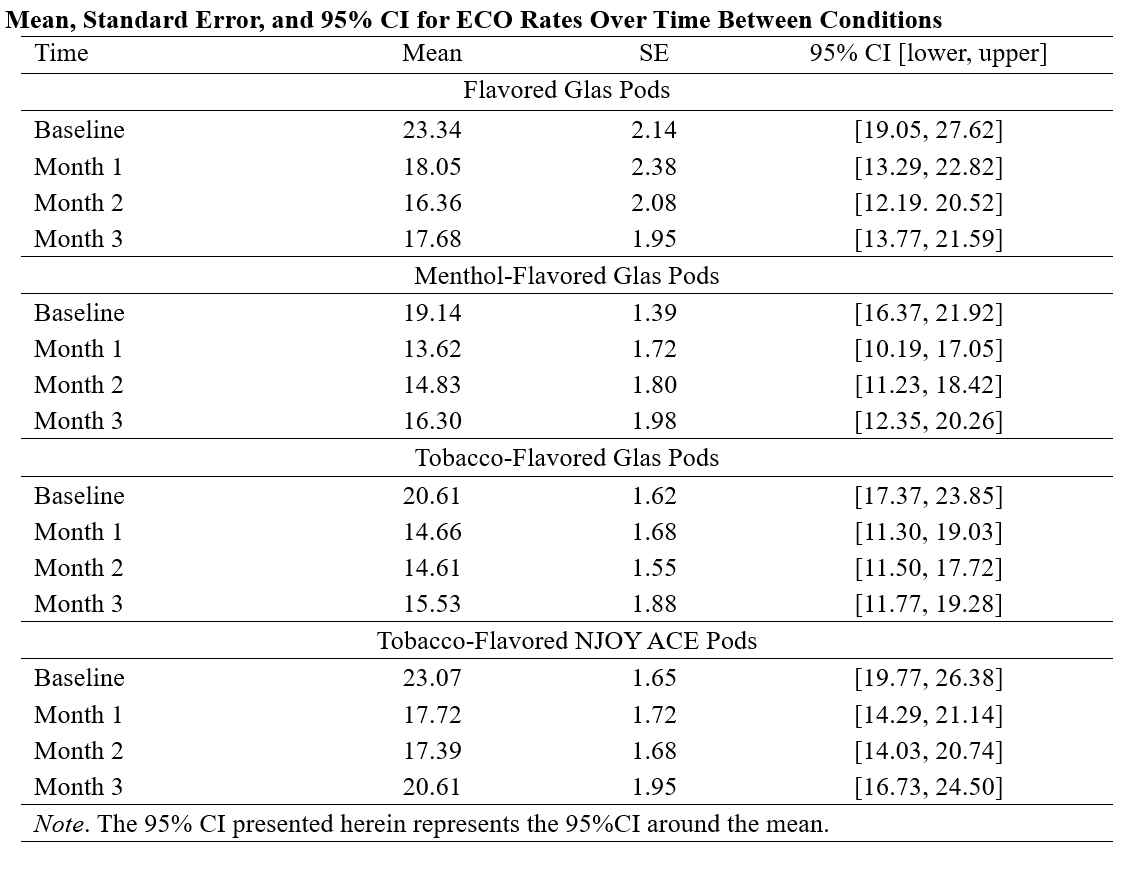 Mean, Standard Error, and 95% CI for ECO Rates Over Time Between Conditions
Time Mean SE 95% CI [lower, upper]
Flavored Glas Pods
Baseline 23.34 2.14 [19.05, 27.62]
Month 1 18.05 2.38 [13.29, 22.82]
Month 2 16.36 2.08 [12.19. 20.52]
Month 3 17.68 1.95 [13.77, 21.59]
Menthol-Flavored Glas Pods
Baseline 19.14 1.39 [16.37, 21.92]
Month 1 13.62 1.72 [10.19, 17.05]
Month 2 14.83 1.80 [11.23, 18.42]
Month 3 16.30 1.98 [12.35, 20.26]
Tobacco-Flavored Glas Pods
Baseline 20.61 1.62 [17.37, 23.85]
Month 1 14.66 1.68 [11.30, 19.03]
Month 2 14.61 1.55 [11.50, 17.72]
Month 3 15.53 1.88 [11.77, 19.28]
Tobacco-Flavored NJOY ACE Pods
Baseline 23.07 1.65 [19.77, 26.38]
Month 1 17.72 1.72 [14.29, 21.14]
Month 2 17.39 1.68 [14.03, 20.74]
Month 3 20.61 1.95 [16.73, 24.50]
Note. The 95% CI presented herein represents the 95%CI around the mean.